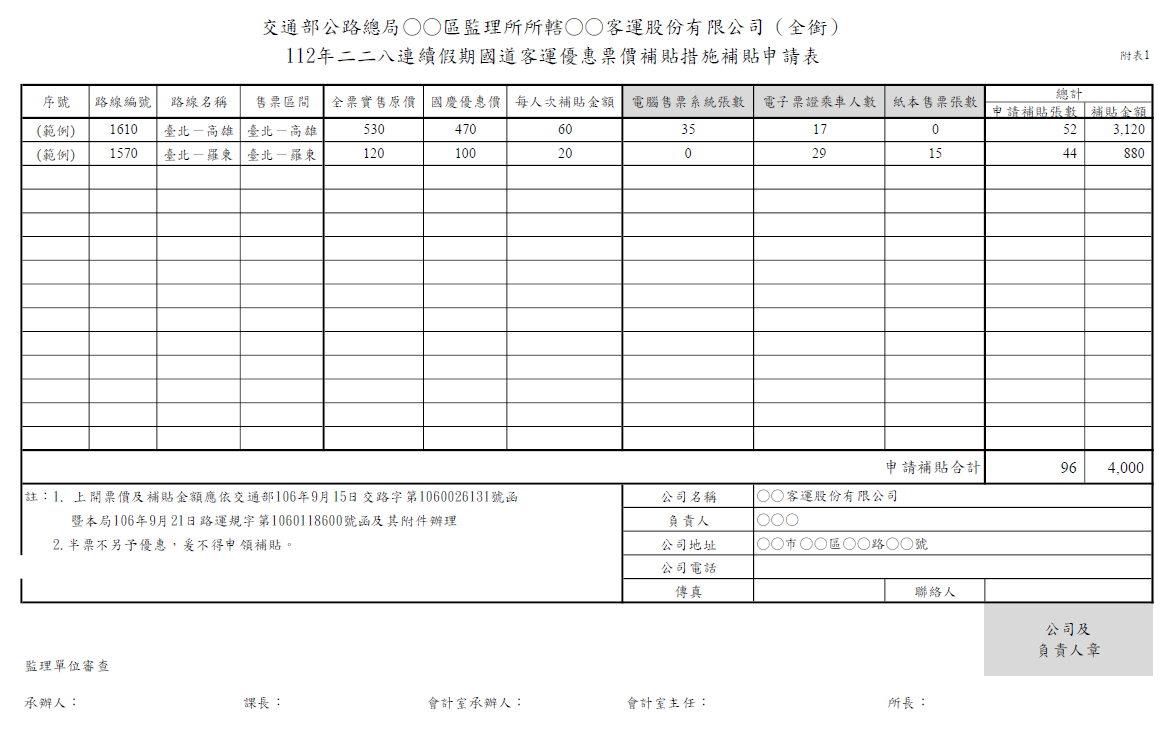 交通部公路總局○○區監理所所轄○○客運股份有限公司（全銜）
112年二二八連續假期國道客運優惠票價補貼措施補貼申請表
附表1
序號 路線編號 路線名稱 售票區間 全票實售原價 國慶優惠價 每人次補貼金額 電腦售票系統張數 電子票證乘車人數 紙本售票張數 總計
申請補貼張數 補貼金額
(範例) 1610 臺北－高雄 臺北－高雄 530 470 60 35 17 0 52 3,120
(範例) 1570 臺北－羅東 臺北－羅東 120 100 20 0 29 15 44 880
申請補貼合計 96 4,000
註：1. 上開票價及補貼金額應依交通部106年9月15日交路字第1060026131號函
暨本局106年9月21日路運規字第1060118600號函及其附件辦理
2.半票不另予優惠，爰不得申領補貼。
公司名稱 ○○客運股份有限公司
負責人 ○○○
公司地址 ○○市○○區○○路○○號
公司電話
傳真 聯絡人
公司及
負責人章
監理單位審查
承辦人： 課長： 會計室承辦人： 會計室主任： 所長：